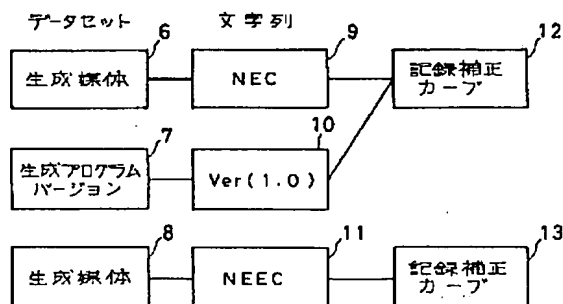 データセット 文字列
6 9 12
生成媒体 NEC 記録補正
カーブ
7 10
生成プログラム
バージョン Ver(1.0)
8 11 13
生成媒体 NEEC 記録補正
カーブ